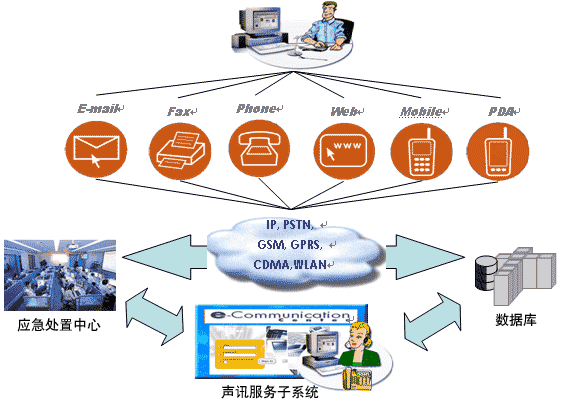 E-mail
Fax
Phone
Web
Mobile
PDA
WWW
IP, PSTN,
GSM, GPRS,
CDMA,WLAN
应急处置中心
数据库
e-Communication
Center
声讯服务子系统